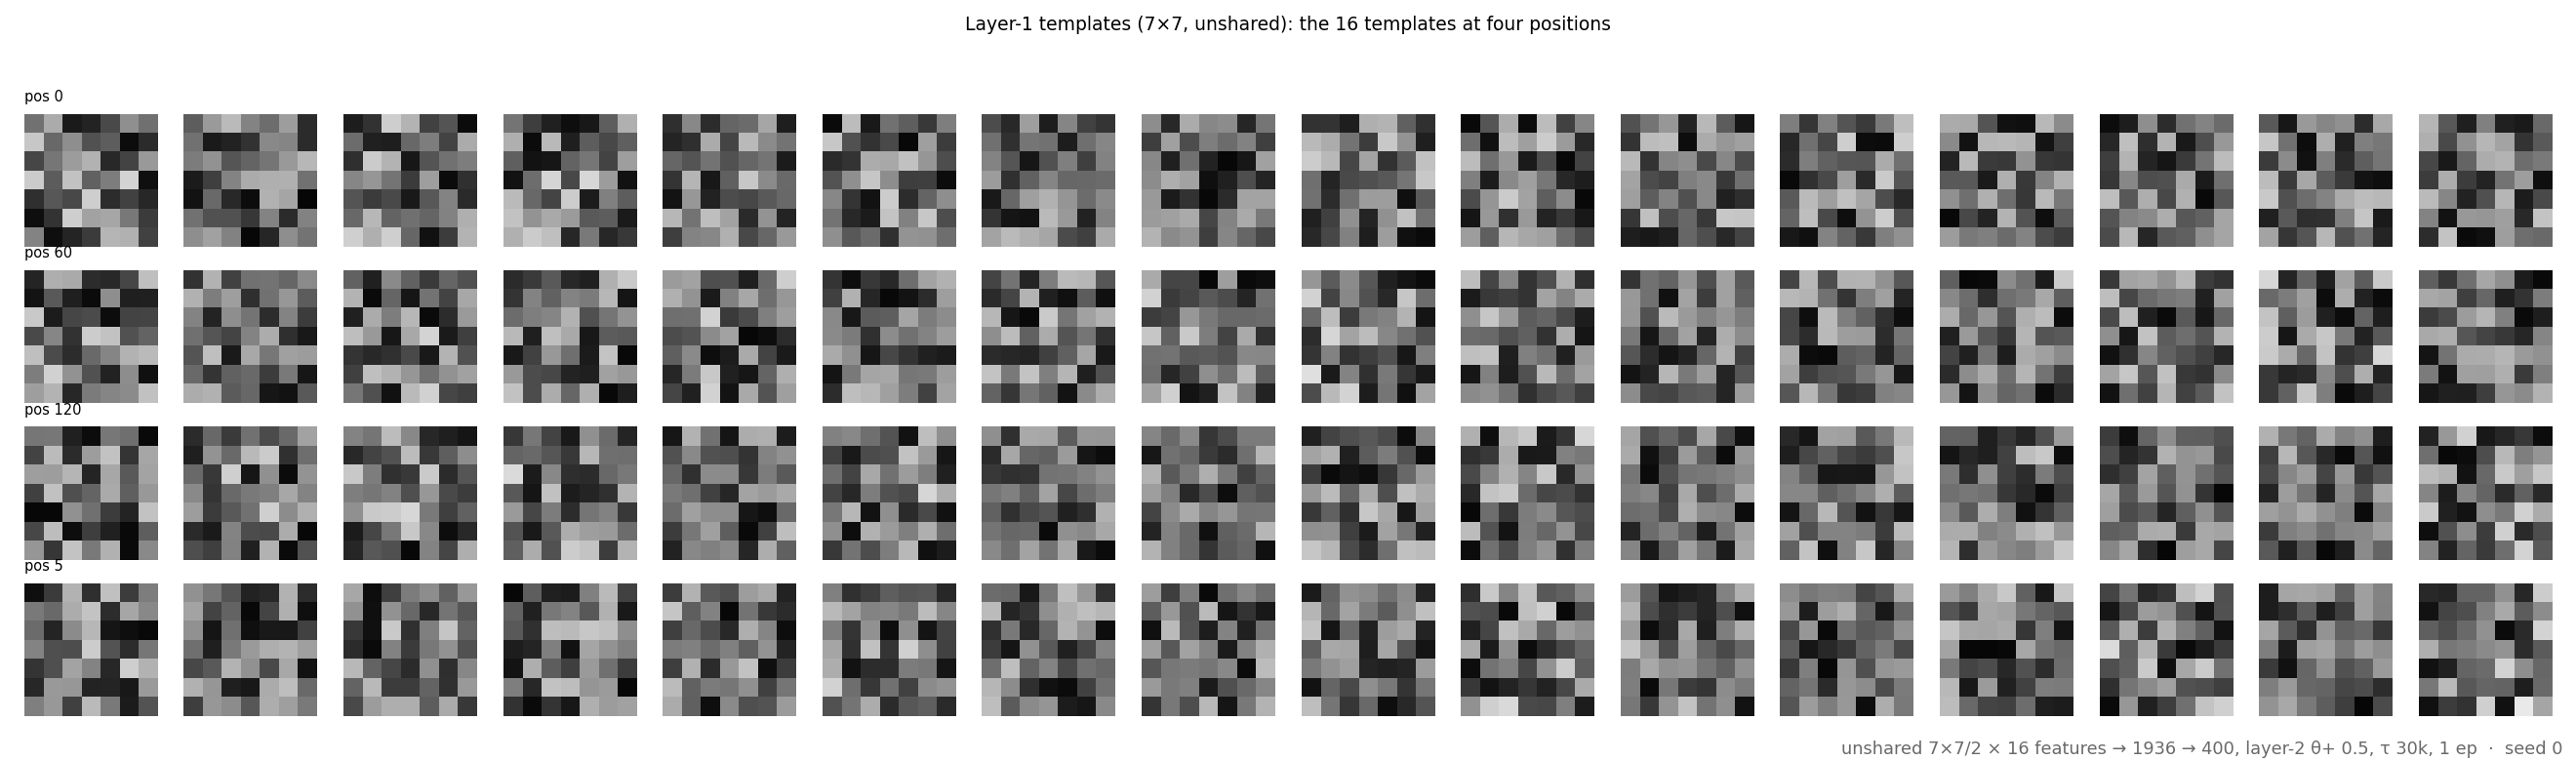 Layer-1 templates (7×7, unshared): the 16 templates at four positions
pos 0
pos 60
pos 120
pos 5
unshared 7×7/2 × 16 features → 1936 → 400, layer-2 θ+ 0.5, τ 30k, 1 ep · seed 0